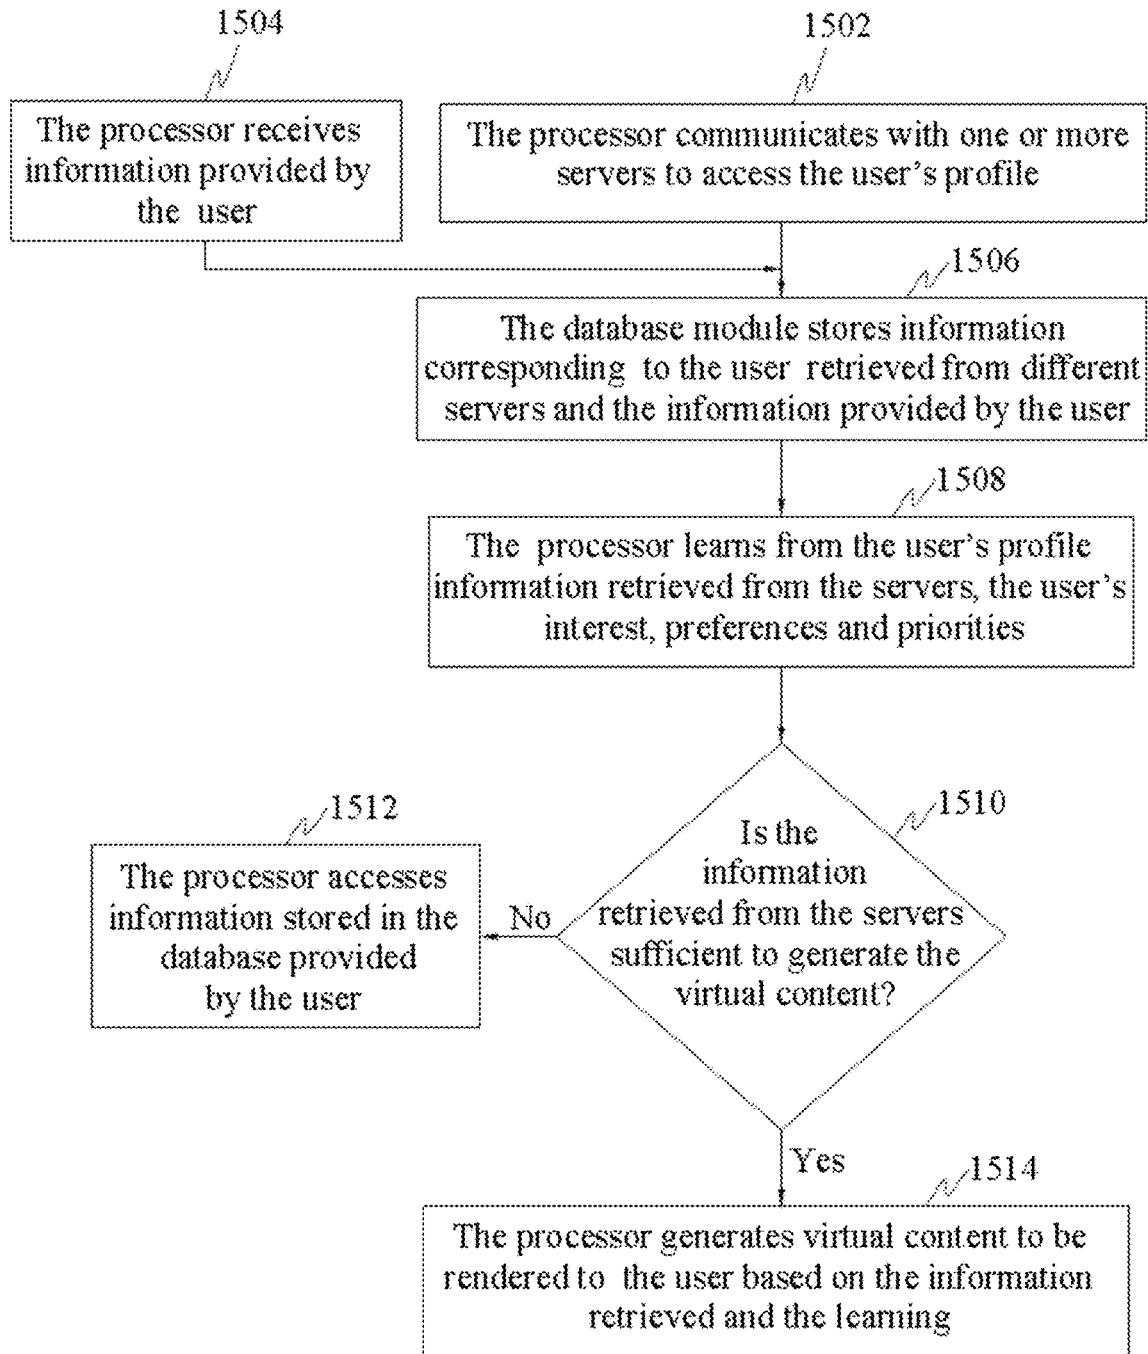 1504
1502
The processor receives
information provided by
the user
The processor communicates with one or more
servers to access the user's profile
1506
The database module stores information
corresponding to the user retrieved from different
servers and the information provided by the user
1508
The processor learns from the user's profile
information retrieved from the servers, the user's
interest, preferences and priorities
1510
Is the
information
retrieved from the servers
sufficient to generate the
virtual content?
1512
The processor accesses
information stored in the
database provided
by the user
No
Yes
1514
The processor generates virtual content to be
rendered to the user based on the information
retrieved and the learning